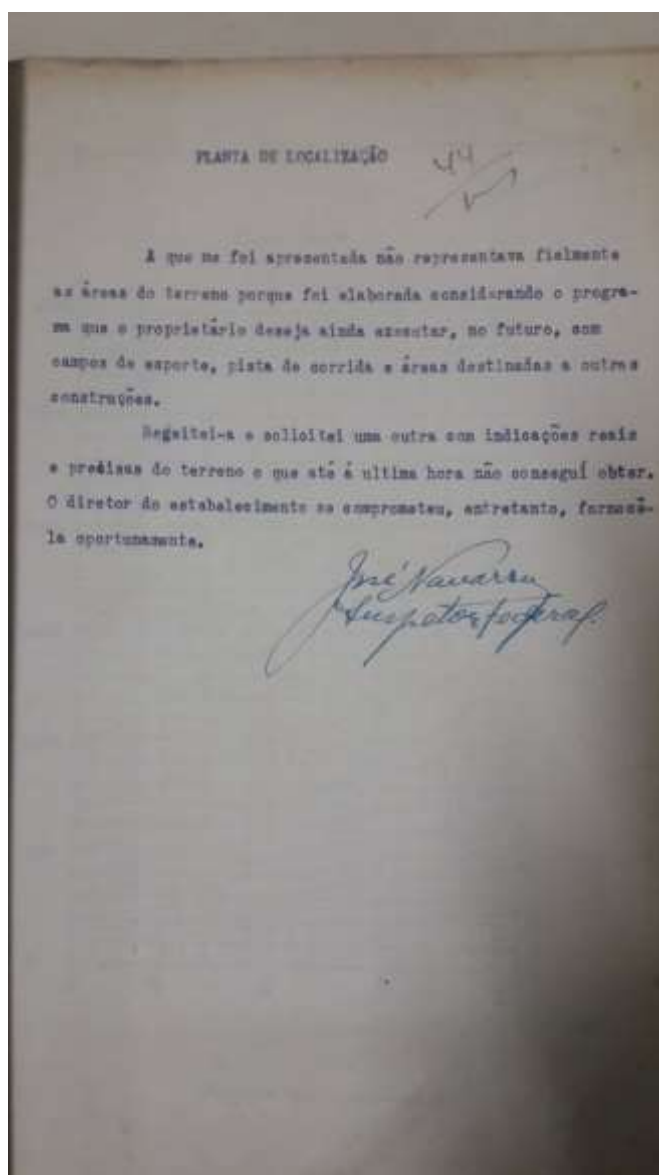 PLANTA DE LOCALIZAÇÃO
44
A que me foi apresentada não representava fielmente
as áreas do terreno porque foi elaborada considerando o progra-
ma que o proprietário deseja ainda executar, no futuro, com
campos de esporte, pista de corrida e áreas destinadas a outras
construções.
Regeitei-a e solicitei uma outra com indicações reais
e precisas do terreno o que até á ultima hora não conseguí obter.
O diretor do estabelecimento se comprometeu, entretanto, fornecê-
la oportunamente.
José Navarro
Inspetor federal.